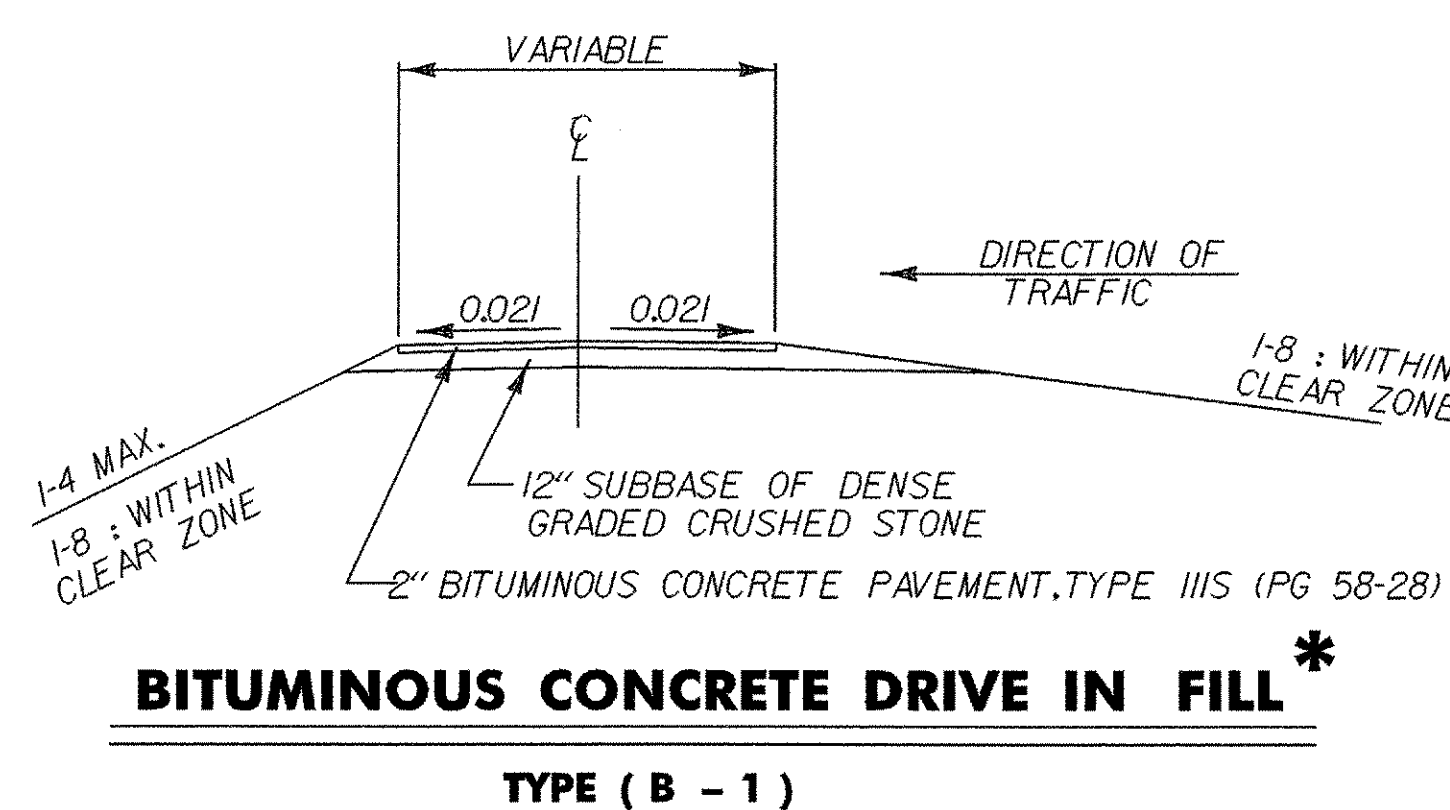 VARIABLE
℄
DIRECTION OF
TRAFFIC
0.021
0.021
1-8 : WITHIN
CLEAR ZONE
1-4 MAX.
1-8 : WITHIN
CLEAR ZONE
12" SUBBASE OF DENSE
GRADED CRUSHED STONE
2" BITUMINOUS CONCRETE PAVEMENT, TYPE IIIS (PG 58-28)
BITUMINOUS CONCRETE DRIVE IN FILL *
TYPE ( B - 1 )